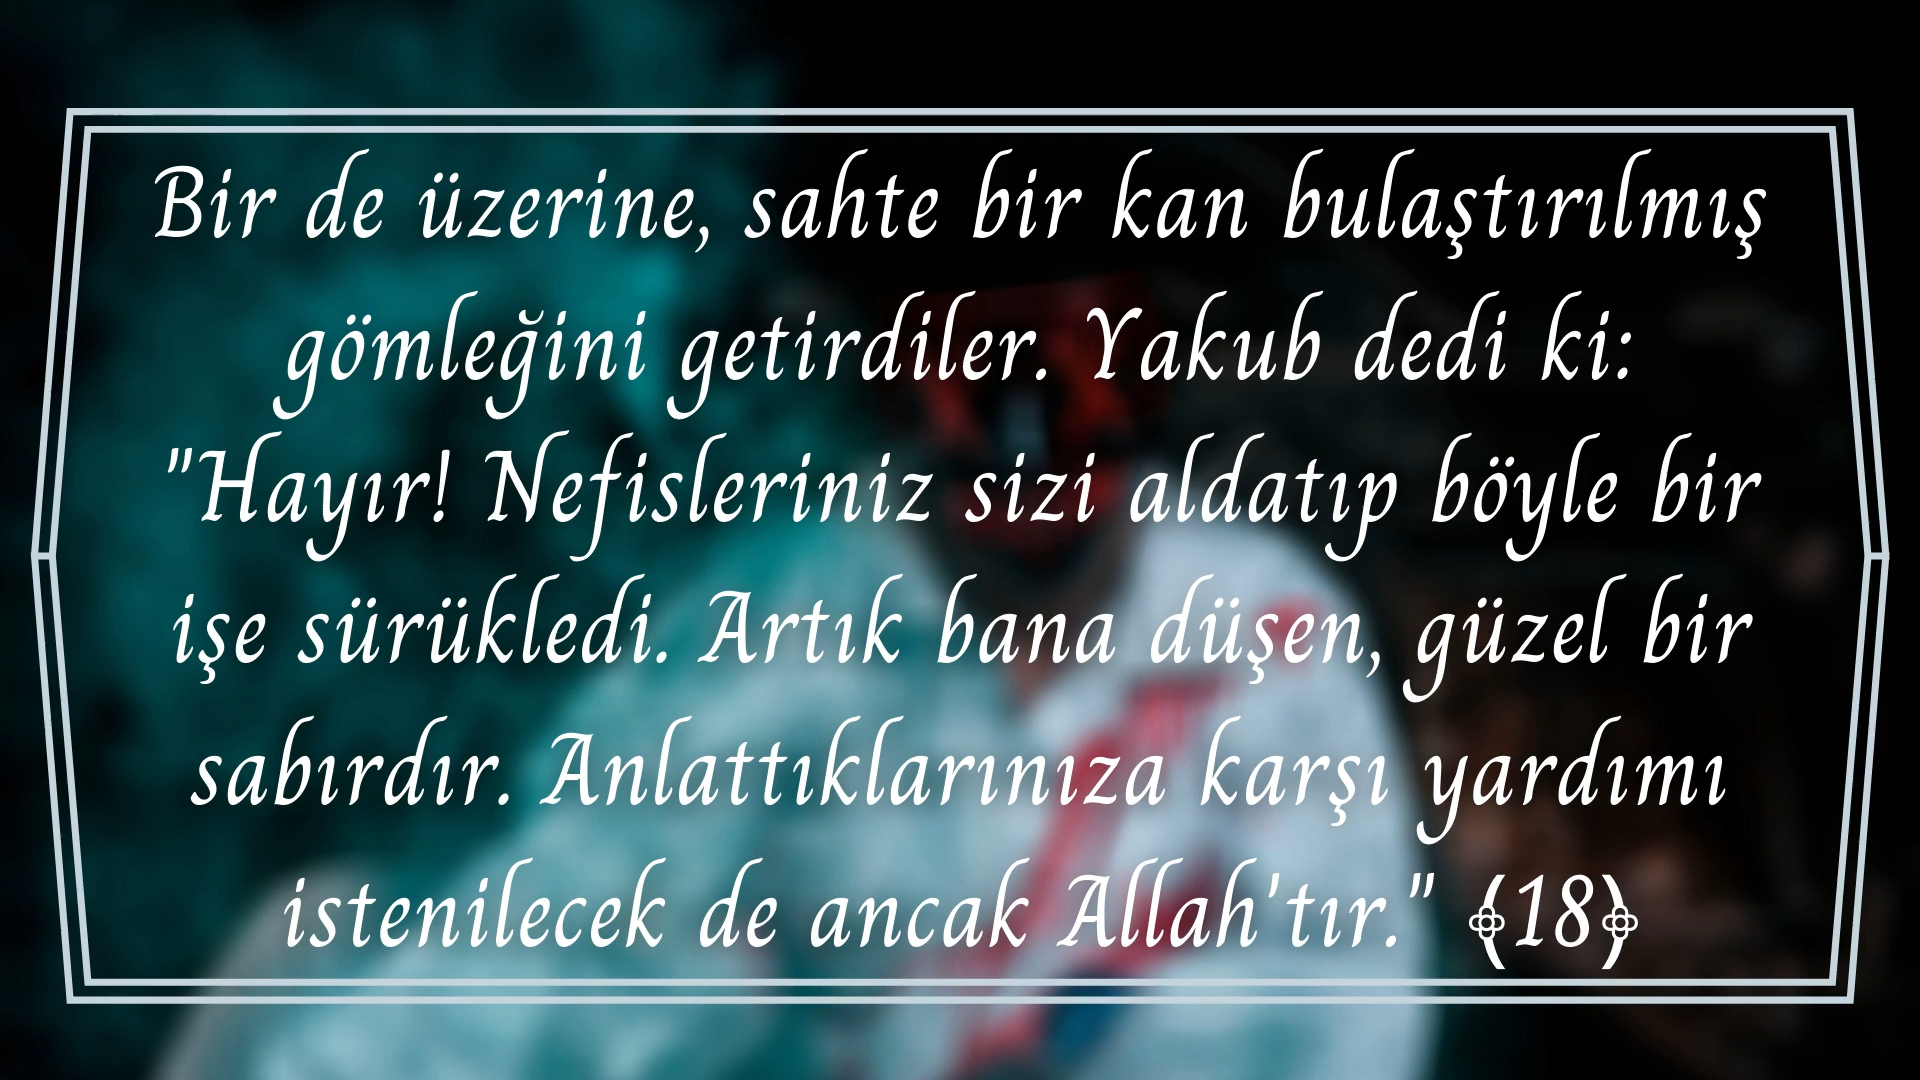 Bir de üzerine, sahte bir kan bulaştırılmış
gömleğini getirdiler. Yakub dedi ki:
"Hayır! Nefisleriniz sizi aldatıp böyle bir
işe sürükledi. Artık bana düşen, güzel bir
sabırdır. Anlattıklarınıza karşı yardımı
istenilecek de ancak Allah'tır." ﴾18﴿